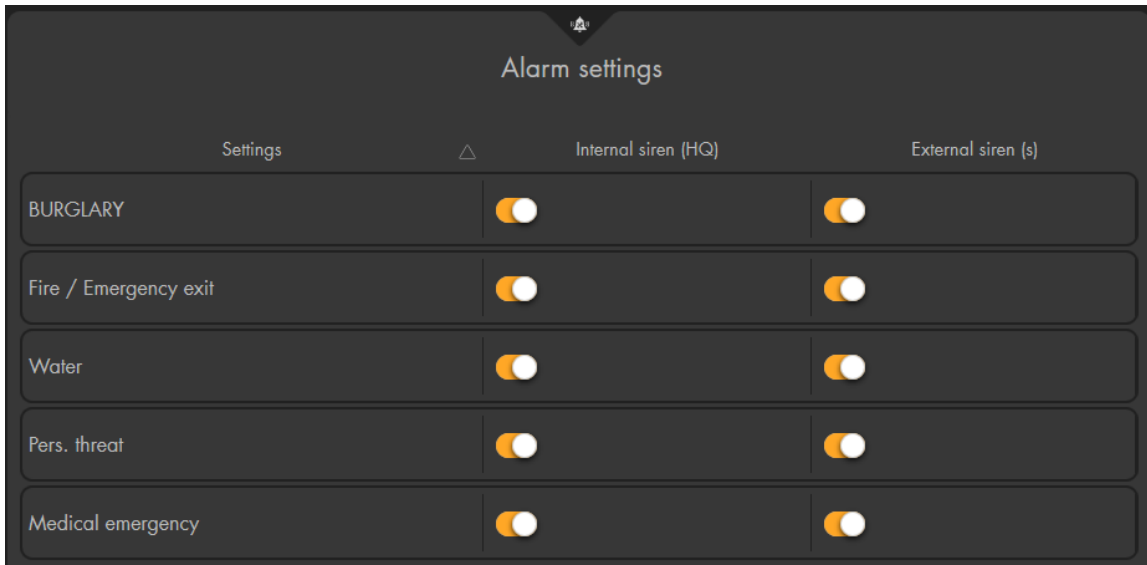 Alarm settings
Settings Internal siren (HQ) External siren (s)
BURGLARY
Fire / Emergency exit
Water
Pers. threat
Medical emergency